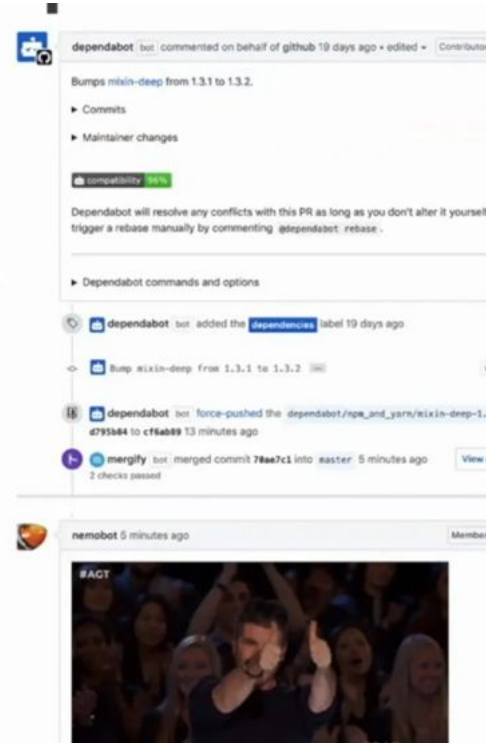 dependabot bot commented on behalf of github 19 days ago • edited Contributor
Bumps mixin-deep from 1.3.1 to 1.3.2.
Commits
Maintainer changes
compatibility 96%
Dependabot will resolve any conflicts with this PR as long as you don't alter it yourself
trigger a rebase manually by commenting @dependabot rebase .
Dependabot commands and options
dependabot bot added the dependencies label 19 days ago
Bump mixin-deep from 1.3.1 to 1.3.2 ...
dependabot bot force-pushed the dependabot/npm_and_yarn/mixin-deep-1.
d795b84 to cf6ab89 13 minutes ago
mergify bot merged commit 70ae7c1 into master 5 minutes ago View
2 checks passed
nemobot 5 minutes ago Member
#AGT